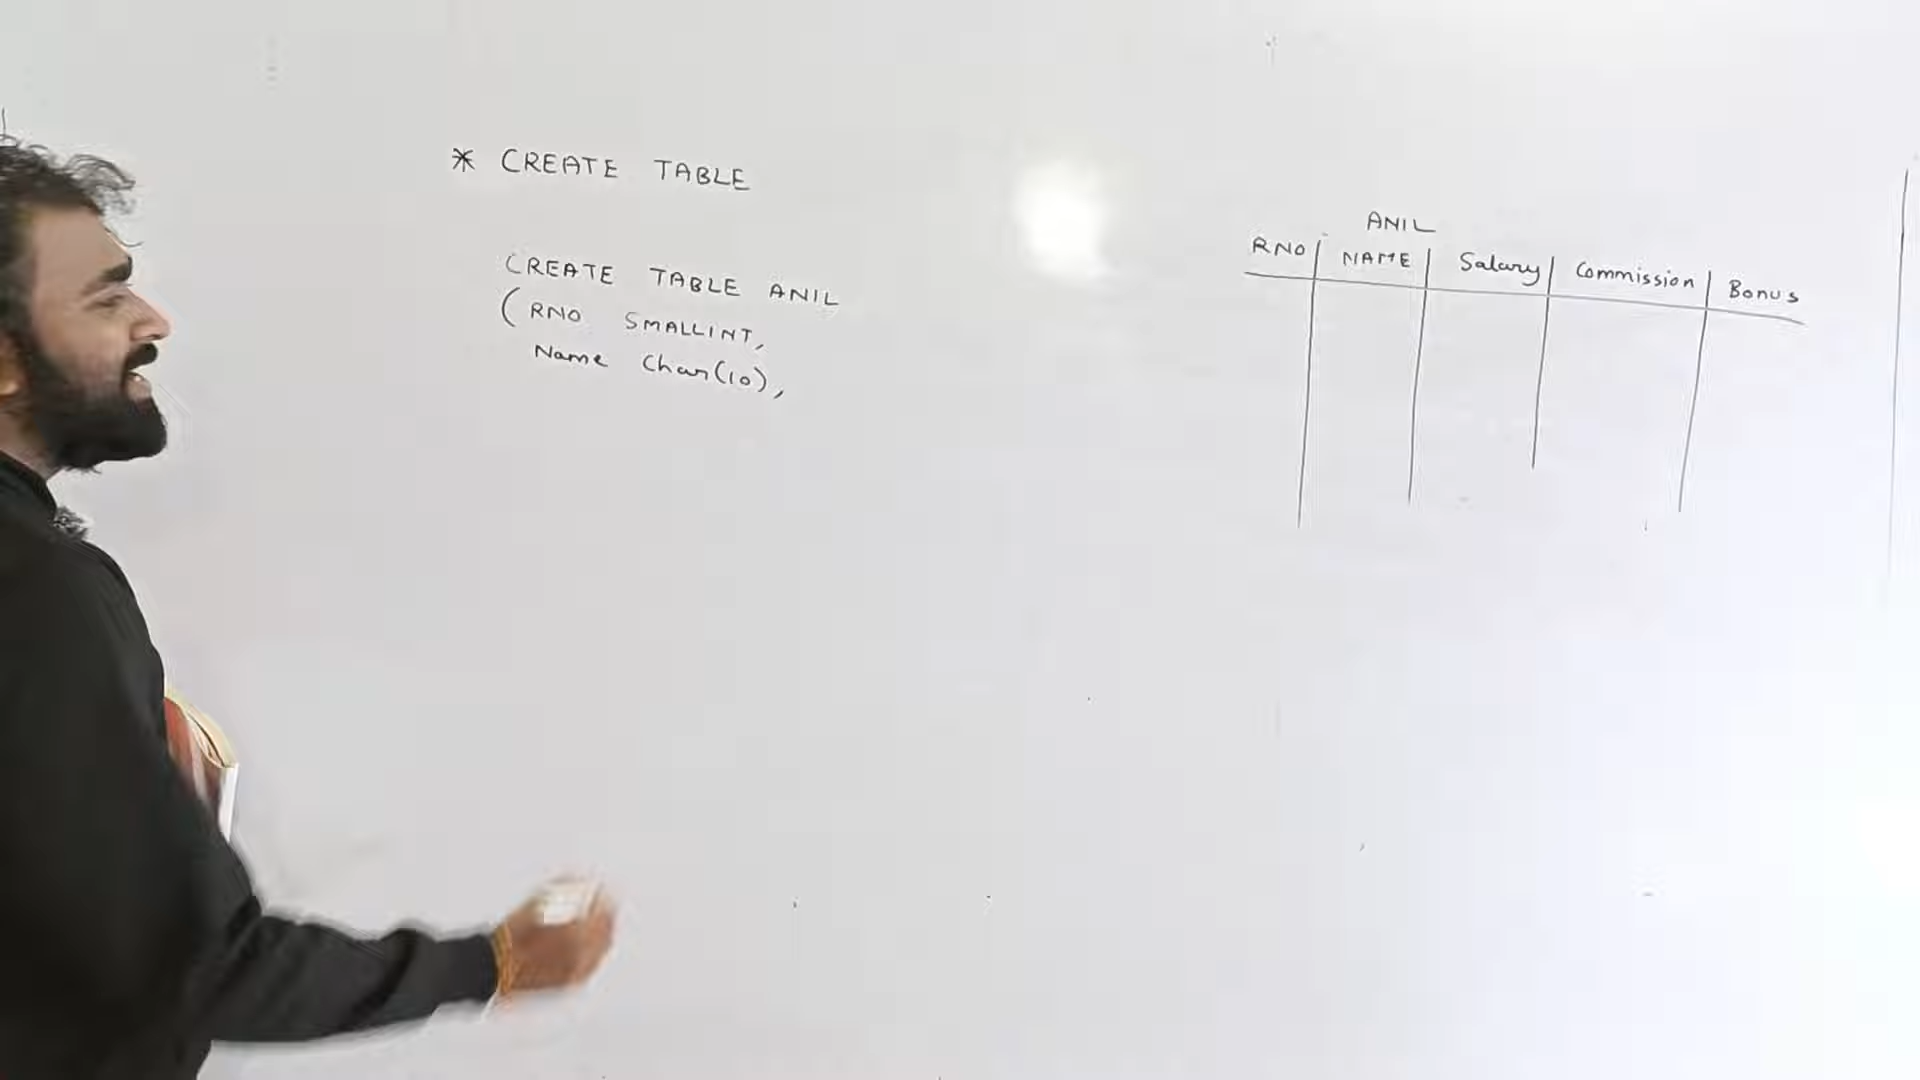 * CREATE TABLE
CREATE TABLE ANIL
( RNO SMALLINT,
Name Char(10),
ANIL
RNO NAME Salary Commission Bonus